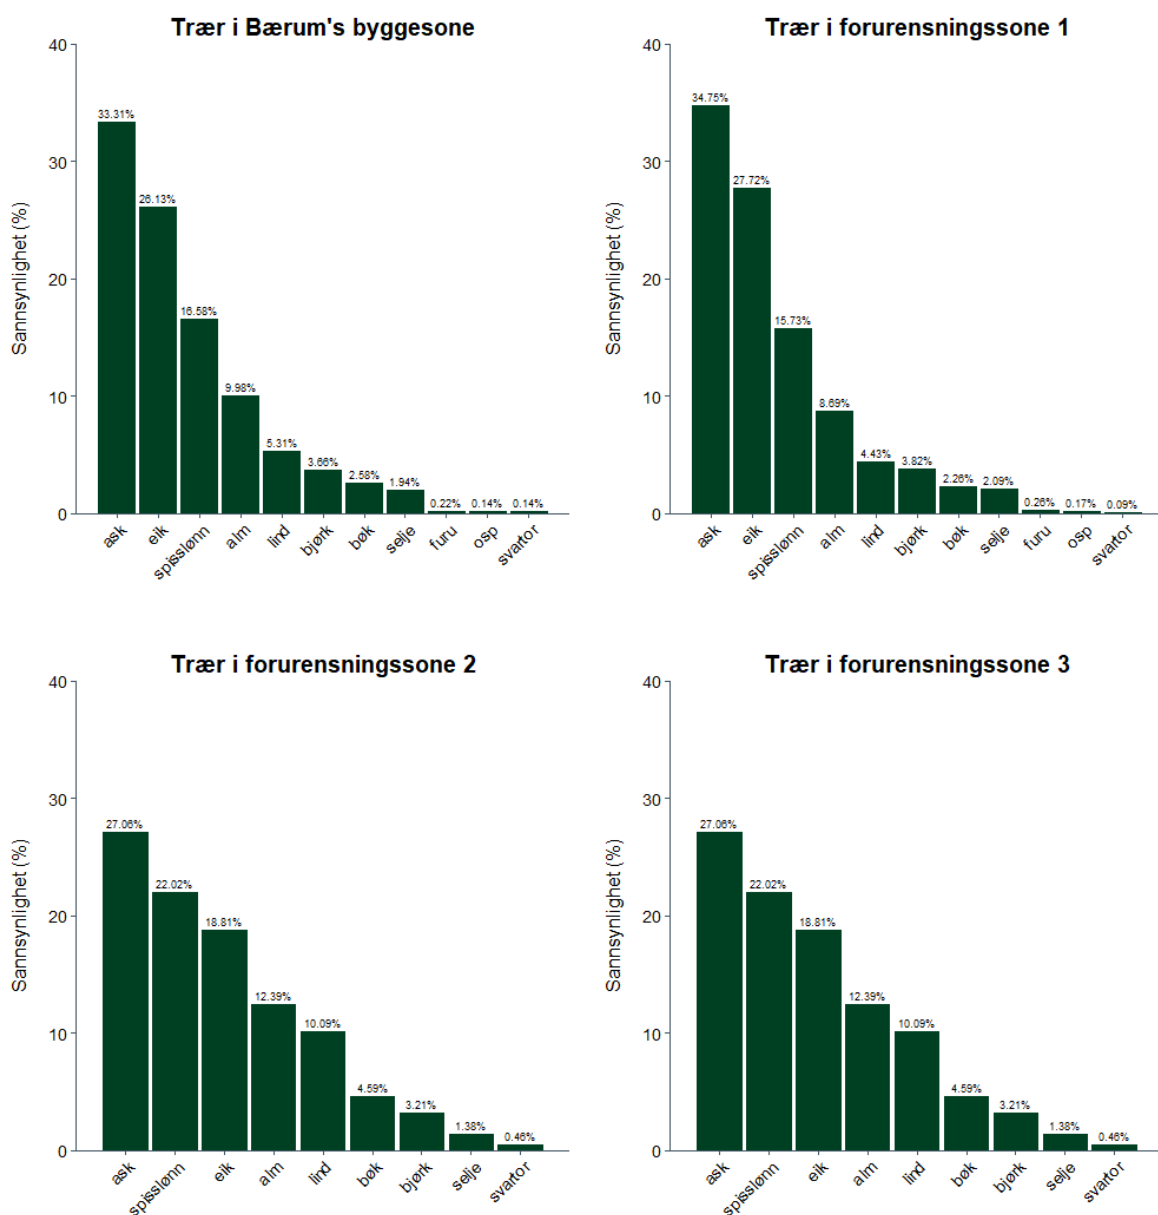 Trær i Bærum's byggesone
40
30
20
10
0
Sannsynlighet (%)
33.31%
26.13%
16.58%
9.98%
5.31%
3.66%
2.58%
1.94%
0.22%
0.14%
0.14%
ask
eik
spisslønn
alm
lind
bjørk
bøk
selje
furu
osp
svartor
Trær i forurensningssone 1
40
30
20
10
0
Sannsynlighet (%)
34.75%
27.72%
15.73%
8.69%
4.43%
3.82%
2.26%
2.09%
0.26%
0.17%
0.09%
ask
eik
spisslønn
alm
lind
bjørk
bøk
selje
furu
osp
svartor
Trær i forurensningssone 2
40
30
20
10
0
Sannsynlighet (%)
27.06%
22.02%
18.81%
12.39%
10.09%
4.59%
3.21%
1.38%
0.46%
ask
spisslønn
eik
alm
lind
bøk
bjørk
selje
svartor
Trær i forurensningssone 3
40
30
20
10
0
Sannsynlighet (%)
27.06%
22.02%
18.81%
12.39%
10.09%
4.59%
3.21%
1.38%
0.46%
ask
spisslønn
eik
alm
lind
bøk
bjørk
selje
svartor